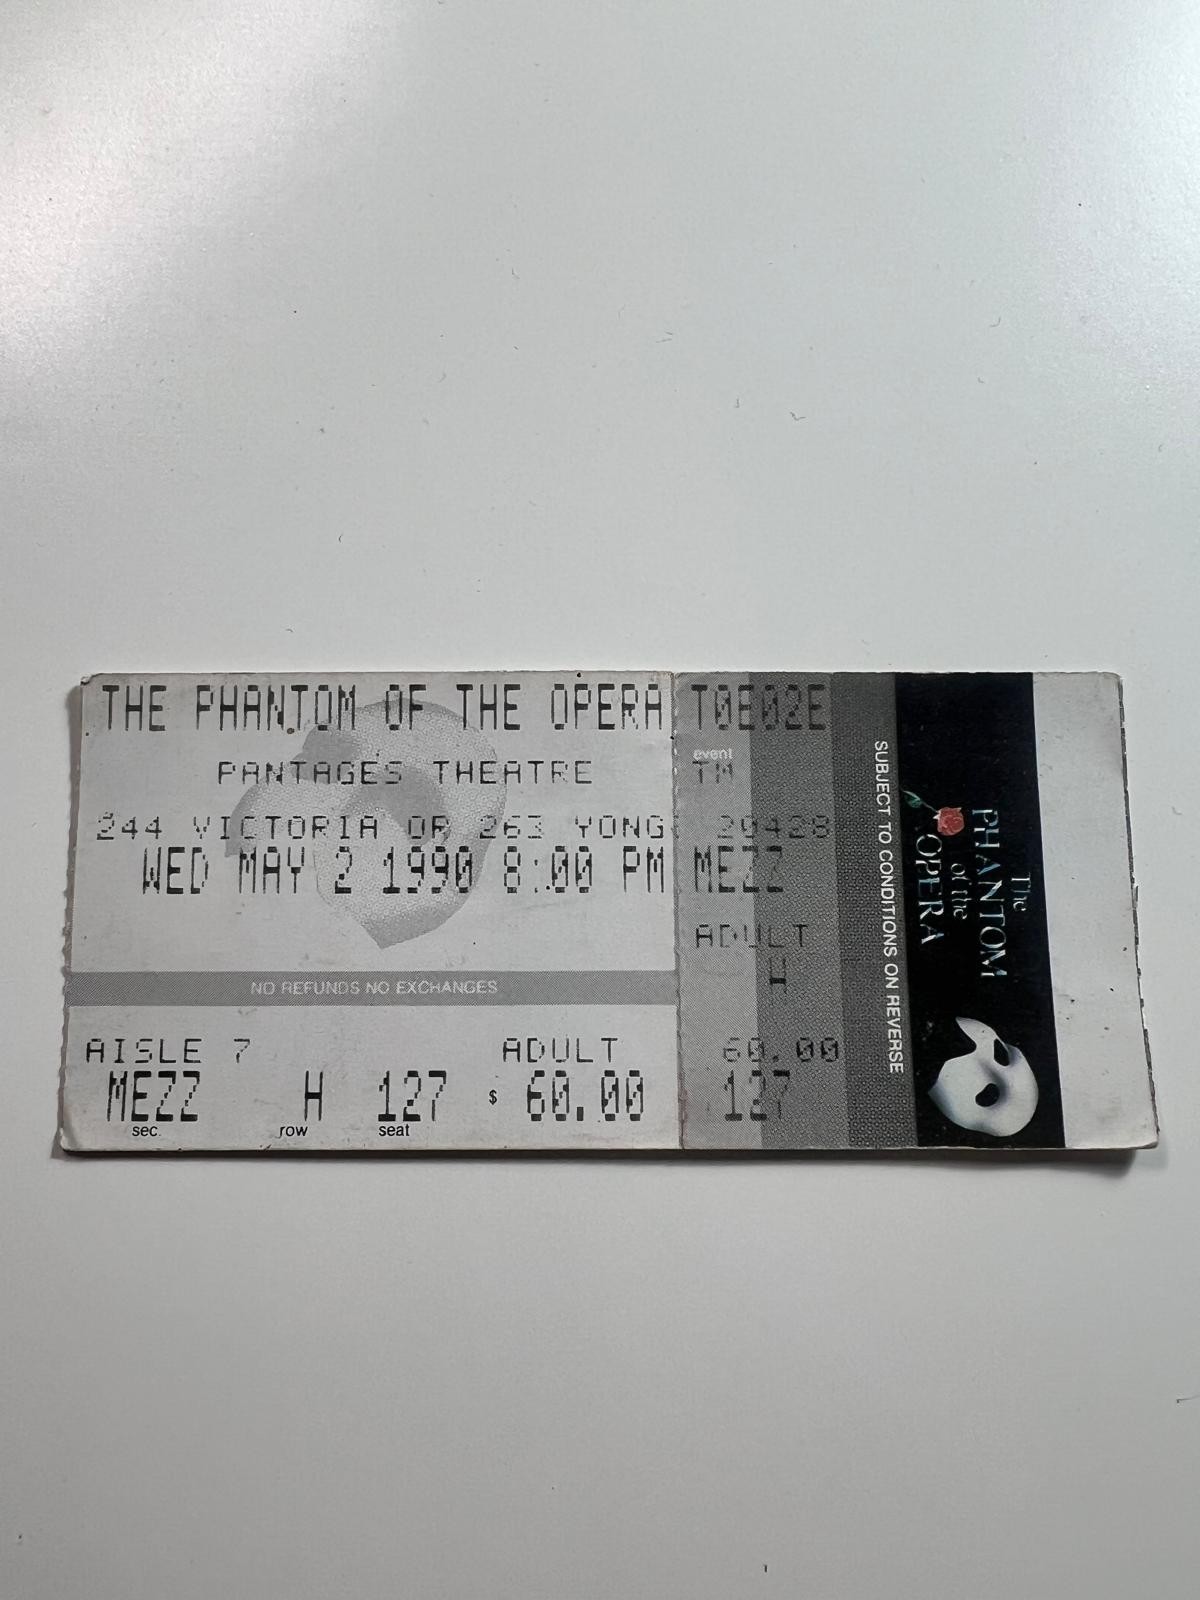 THE PHANTOM OF THE OPERA
PANTAGES THEATRE
244 VICTORIA OR 263 YONGE
WED MAY 2 1990 8:00 PM
NO REFUNDS NO EXCHANGES
AISLE 7 ADULT
MEZZ H 127 $ 60.00
sec. row seat
T0E02E
event
TM
20428
MEZZ
ADULT
H
60.00
127
SUBJECT TO CONDITIONS ON REVERSE
The
PHANTOM
of the
OPERA